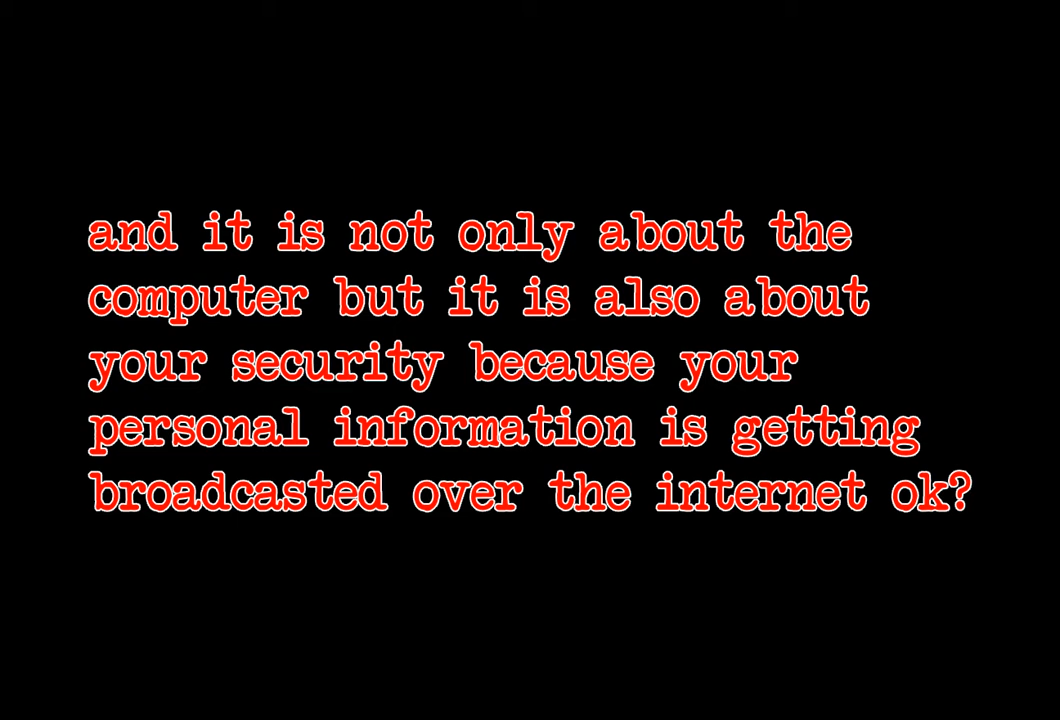 and it is not only about the
computer but it is also about
your security because your
personal information is getting
broadcasted over the internet ok?